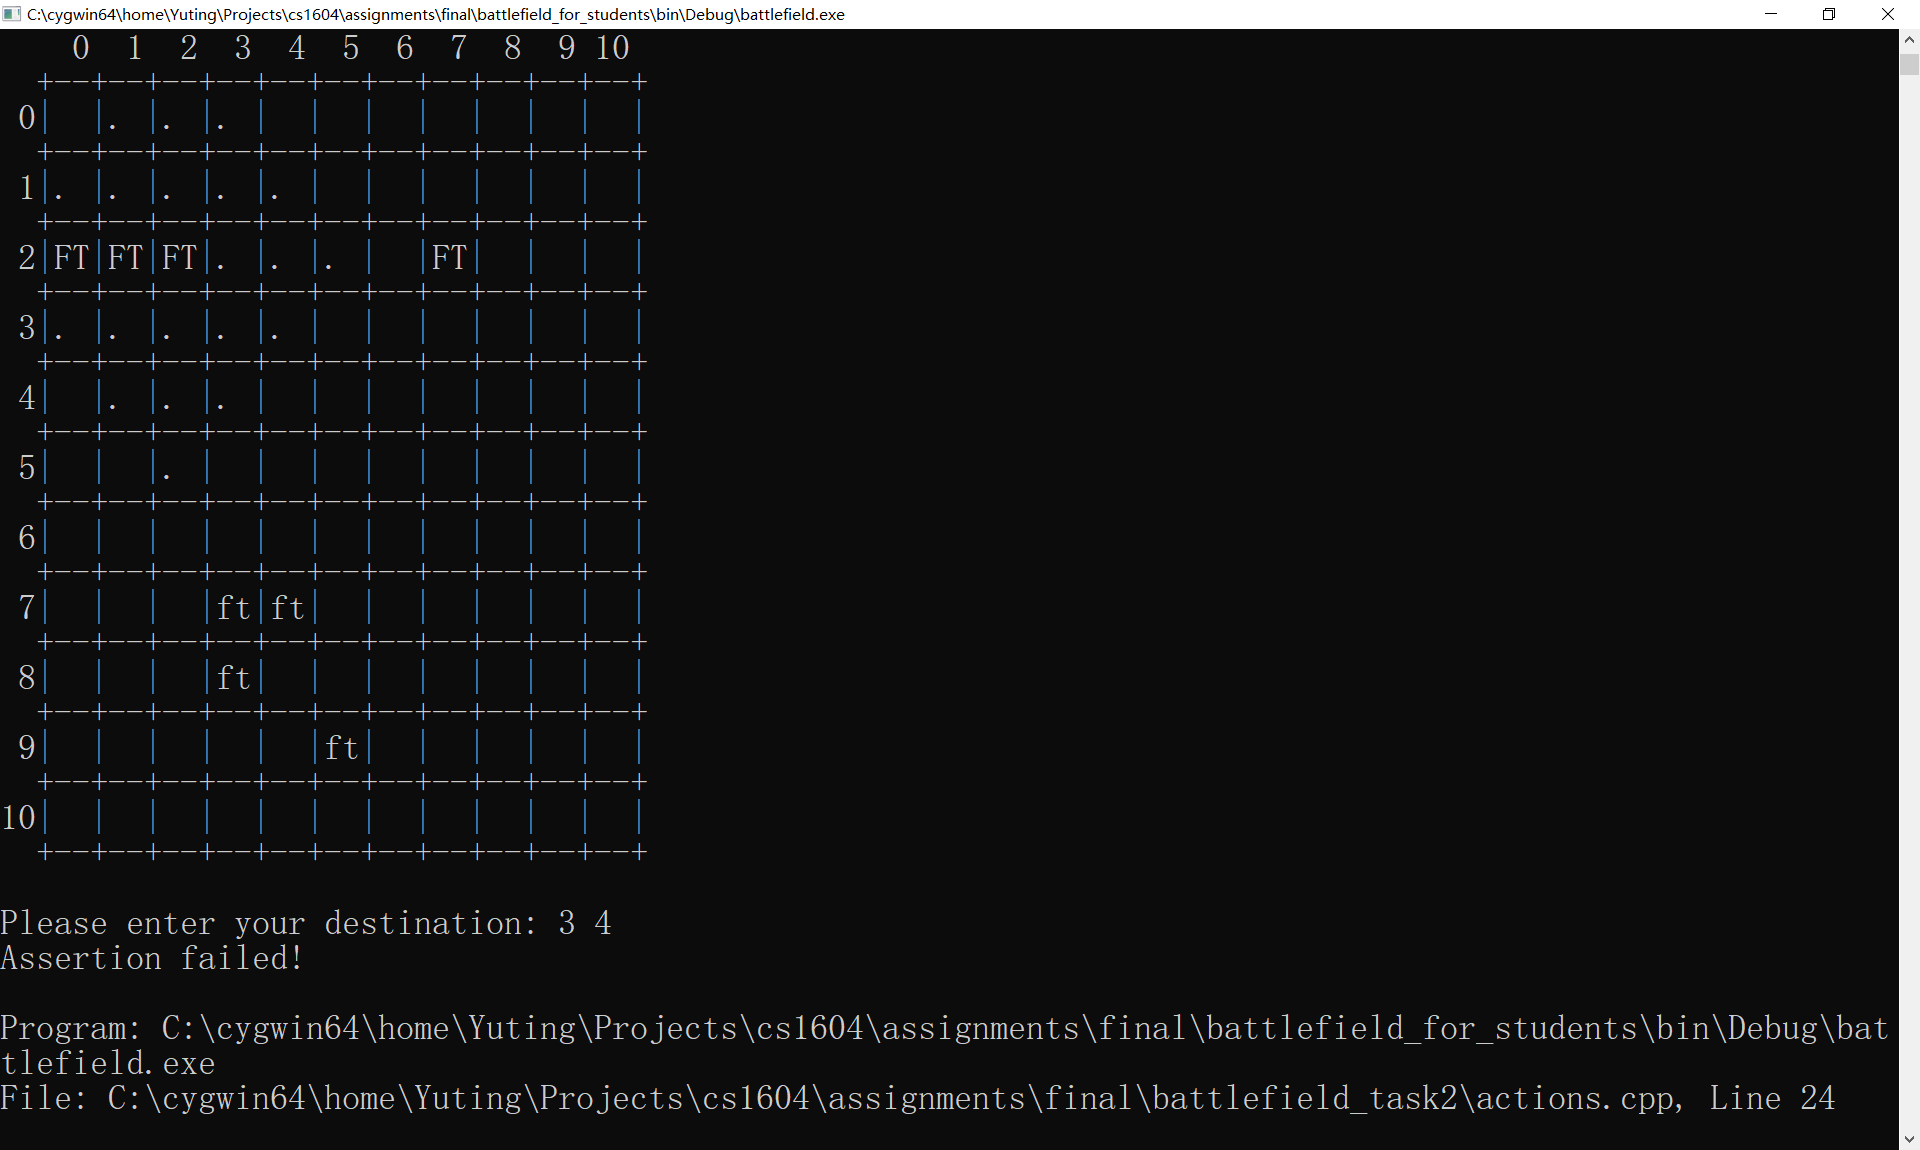 C:\cygwin64\home\Yuting\Projects\cs1604\assignments\final\battlefield_for_students\bin\Debug\battlefield.exe
    0  1  2  3  4  5  6  7  8  9 10
  +--+--+--+--+--+--+--+--+--+--+--+
 0|  |. |. |. |  |  |  |  |  |  |  |
  +--+--+--+--+--+--+--+--+--+--+--+
 1|. |. |. |. |. |  |  |  |  |  |  |
  +--+--+--+--+--+--+--+--+--+--+--+
 2|FT|FT|FT|. |. |. |  |FT|  |  |  |
  +--+--+--+--+--+--+--+--+--+--+--+
 3|. |. |. |. |. |  |  |  |  |  |  |
  +--+--+--+--+--+--+--+--+--+--+--+
 4|  |. |. |. |  |  |  |  |  |  |  |
  +--+--+--+--+--+--+--+--+--+--+--+
 5|  |  |. |  |  |  |  |  |  |  |  |
  +--+--+--+--+--+--+--+--+--+--+--+
 6|  |  |  |  |  |  |  |  |  |  |  |
  +--+--+--+--+--+--+--+--+--+--+--+
 7|  |  |  |ft|ft|  |  |  |  |  |  |
  +--+--+--+--+--+--+--+--+--+--+--+
 8|  |  |  |ft|  |  |  |  |  |  |  |
  +--+--+--+--+--+--+--+--+--+--+--+
 9|  |  |  |  |  |ft|  |  |  |  |  |
  +--+--+--+--+--+--+--+--+--+--+--+
10|  |  |  |  |  |  |  |  |  |  |  |
  +--+--+--+--+--+--+--+--+--+--+--+
Please enter your destination: 3 4
Assertion failed!
Program: C:\cygwin64\home\Yuting\Projects\cs1604\assignments\final\battlefield_for_students\bin\Debug\bat
tlefield.exe
File: C:\cygwin64\home\Yuting\Projects\cs1604\assignments\final\battlefield_task2\actions.cpp, Line 24